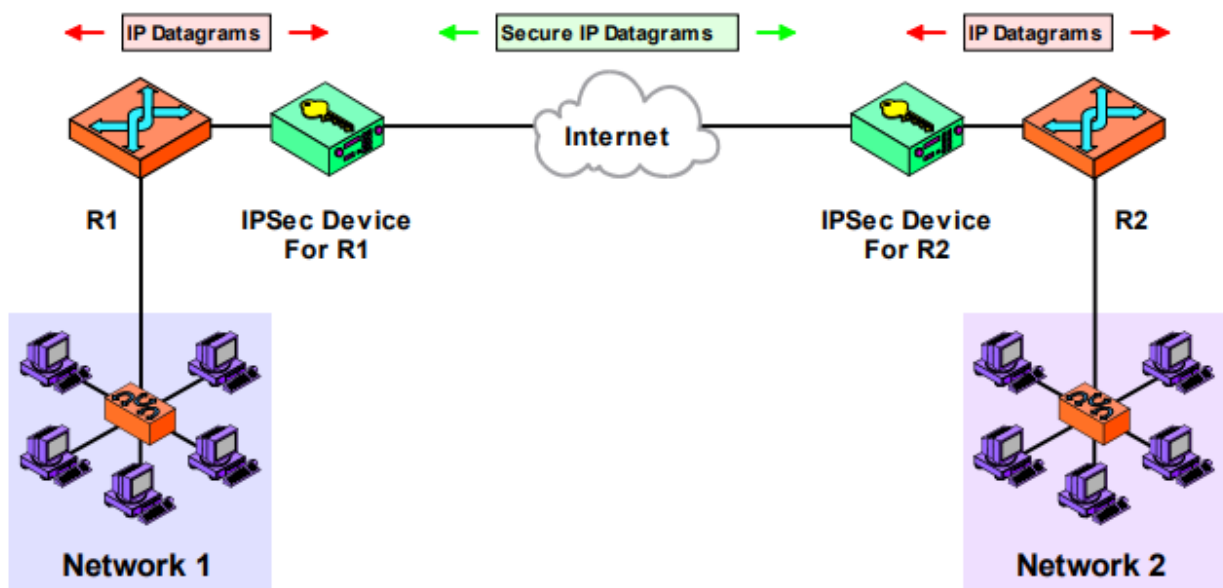 IP Datagrams
Secure IP Datagrams
IP Datagrams
Internet
R1
IPSec Device
For R1
IPSec Device
For R2
R2
Network 1
Network 2